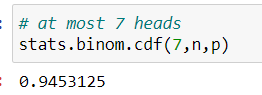 # at most 7 heads
stats.binom.cdf(7,n,p)
0.9453125